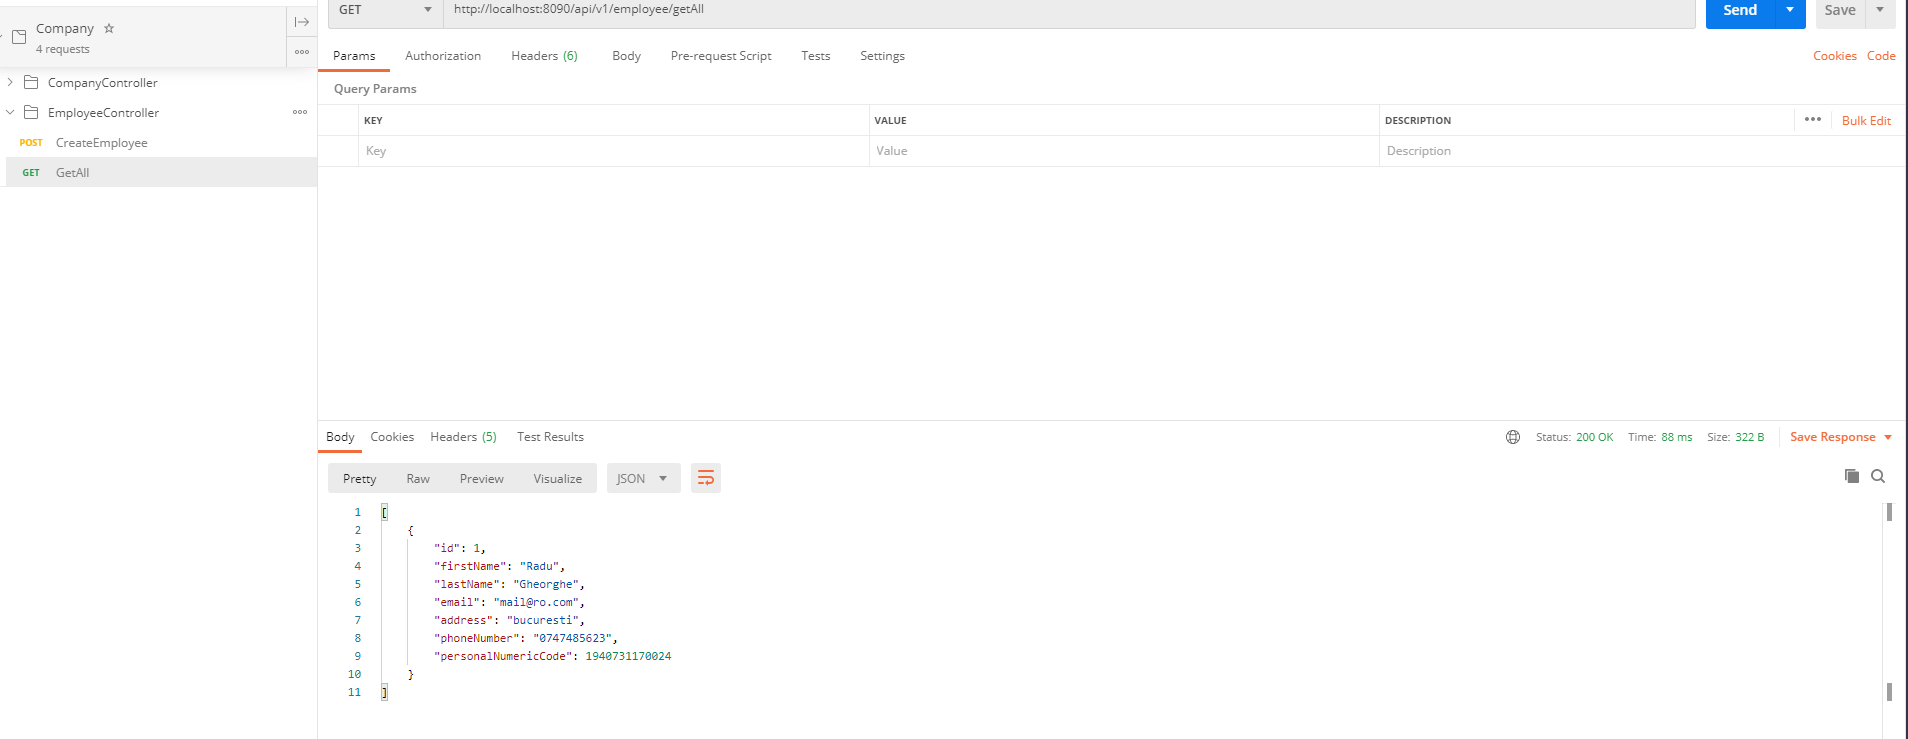 Company
4 requests
CompanyController
EmployeeController
POST CreateEmployee
GET GetAll
GET http://localhost:8090/api/v1/employee/getAll Send Save
Params Authorization Headers (6) Body Pre-request Script Tests Settings Cookies Code
Query Params
KEY VALUE DESCRIPTION Bulk Edit
Key Value Description
Body Cookies Headers (5) Test Results Status: 200 OK Time: 88 ms Size: 322 B Save Response
Pretty Raw Preview Visualize JSON
1 [
2 {
3 "id": 1,
4 "firstName": "Radu",
5 "lastName": "Gheorghe",
6 "email": "mail@ro.com",
7 "address": "bucuresti",
8 "phoneNumber": "0747485623",
9 "personalNumericCode": 1940731170024
10 }
11 ]